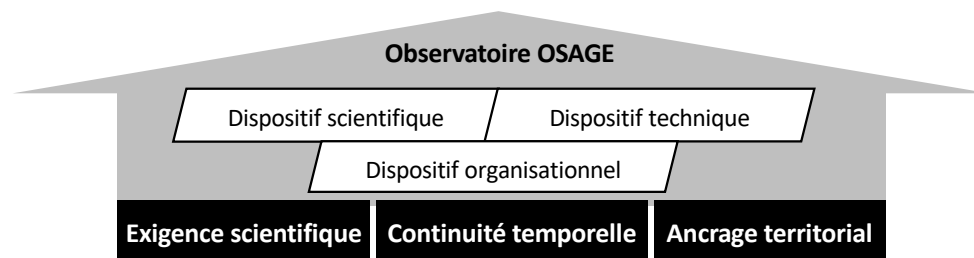 Observatoire OSAGE
Dispositif scientifique
Dispositif technique
Dispositif organisationnel
Exigence scientifique
Continuité temporelle
Ancrage territorial